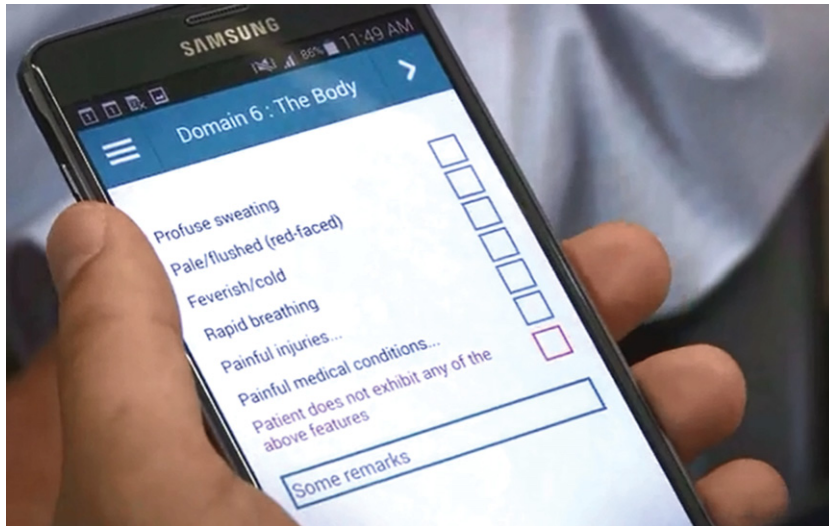 SAMSUNG
86% 11:49 AM
Domain 6 : The Body
Profuse sweating
Pale/flushed (red-faced)
Feverish/cold
Rapid breathing
Painful injuries...
Painful medical conditions...
Patient does not exhibit any of the
above features
Some remarks